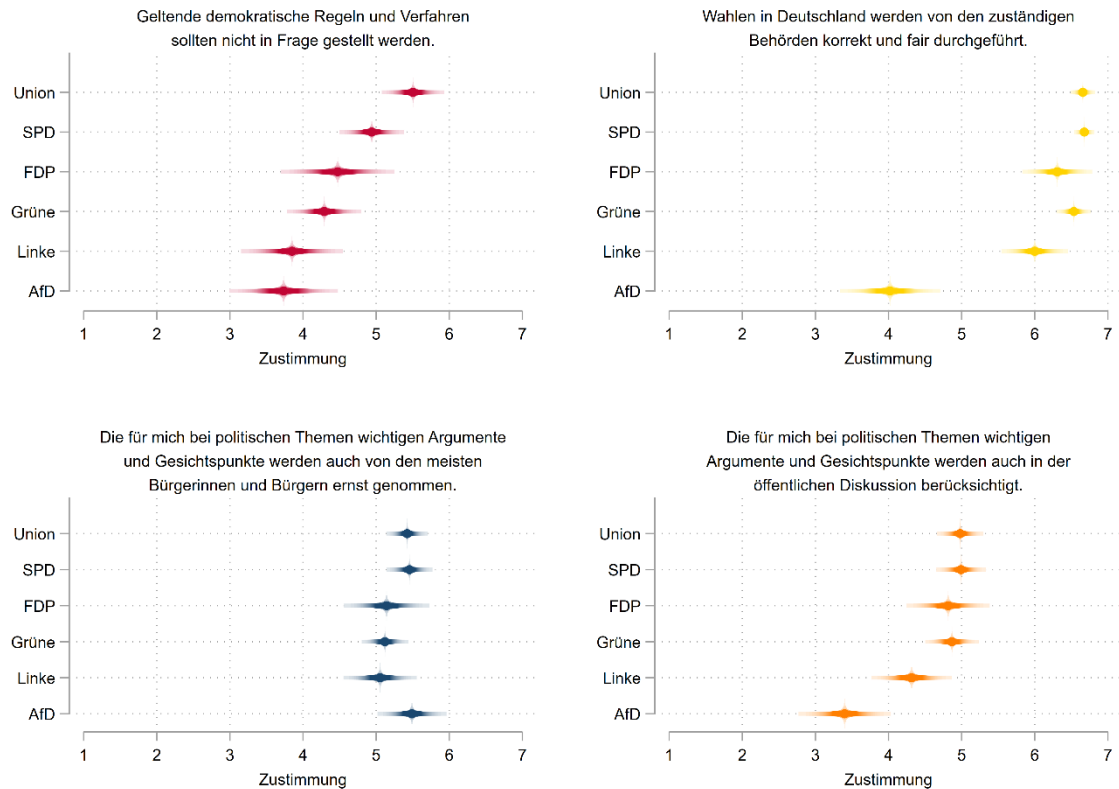 Geltende demokratische Regeln und Verfahren
sollten nicht in Frage gestellt werden.
Union
SPD
FDP
Grüne
Linke
AfD
1 2 3 4 5 6 7
Zustimmung
Wahlen in Deutschland werden von den zuständigen
Behörden korrekt und fair durchgeführt.
Union
SPD
FDP
Grüne
Linke
AfD
1 2 3 4 5 6 7
Zustimmung
Die für mich bei politischen Themen wichtigen Argumente
und Gesichtspunkte werden auch von den meisten
Bürgerinnen und Bürgern ernst genommen.
Union
SPD
FDP
Grüne
Linke
AfD
1 2 3 4 5 6 7
Zustimmung
Die für mich bei politischen Themen wichtigen
Argumente und Gesichtspunkte werden auch in der
öffentlichen Diskussion berücksichtigt.
Union
SPD
FDP
Grüne
Linke
AfD
1 2 3 4 5 6 7
Zustimmung